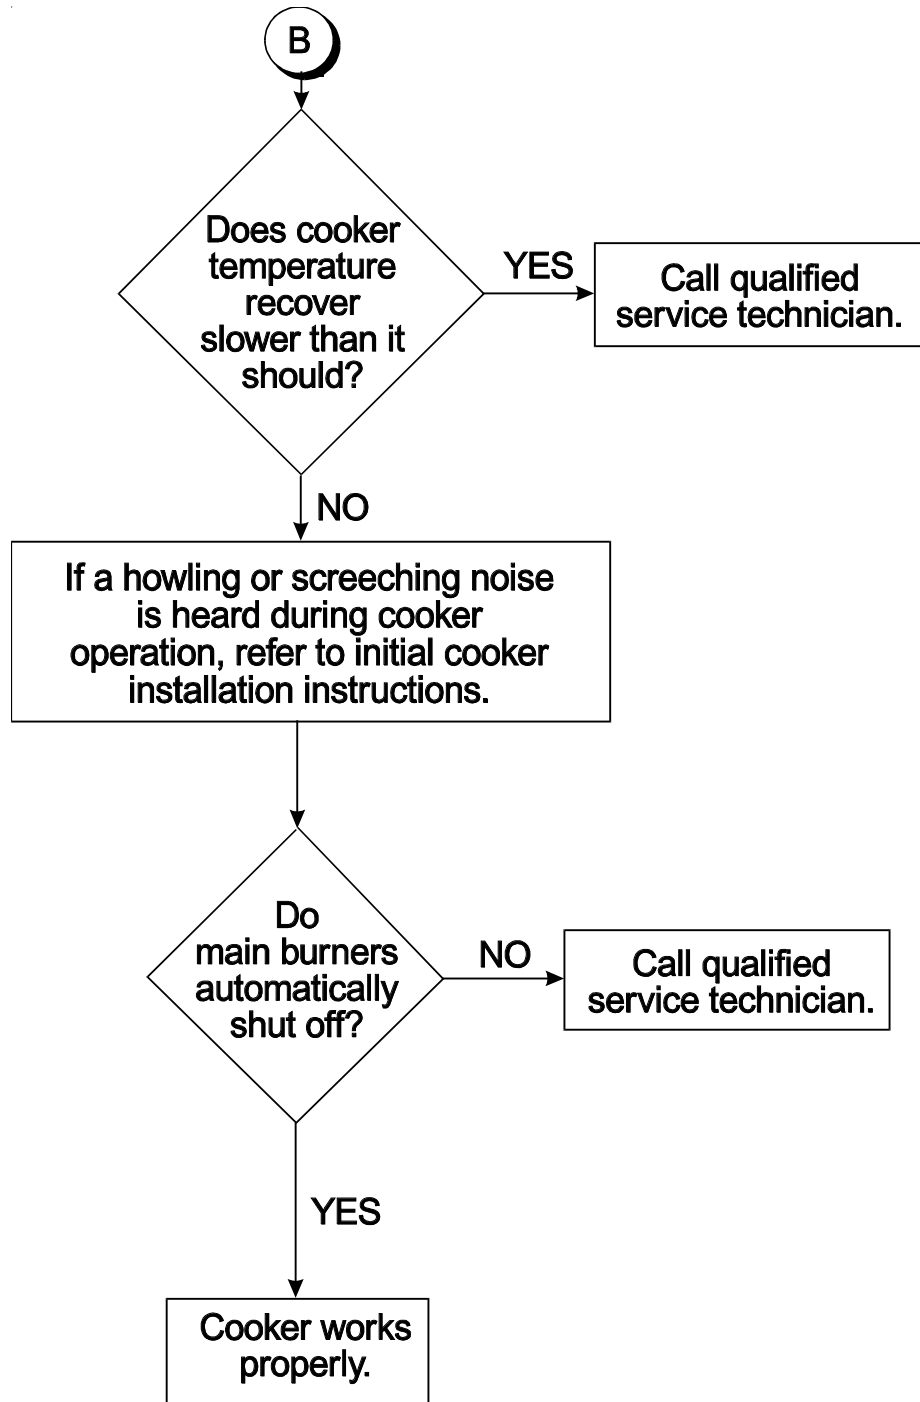 B
Does cooker
temperature
recover
slower than it
should?
YES
Call qualified
service technician.
NO
If a howling or screeching noise
is heard during cooker
operation, refer to initial cooker
installation instructions.
Do
main burners
automatically
shut off?
NO
Call qualified
service technician.
YES
Cooker works
properly.